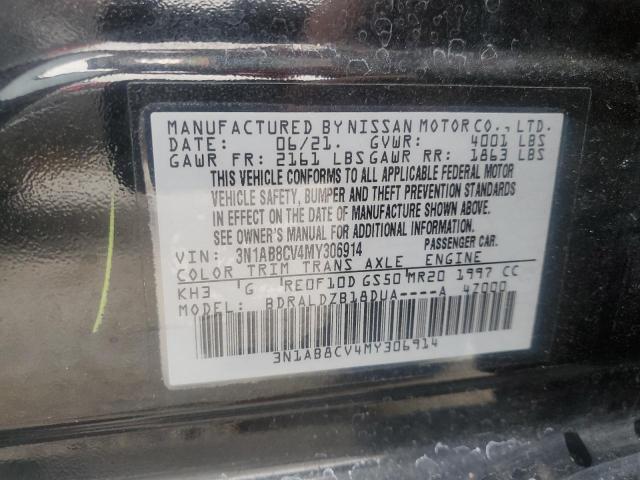 MANUFACTURED BY NISSAN MOTOR CO., LTD.
DATE: 06/21. GVWR: 4001 LBS
GAWR FR: 2161 LBS GAWR RR: 1863 LBS
THIS VEHICLE CONFORMS TO ALL APPLICABLE FEDERAL MOTOR
VEHICLE SAFETY, BUMPER AND THEFT PREVENTION STANDARDS
IN EFFECT ON THE DATE OF MANUFACTURE SHOWN ABOVE.
SEE OWNER'S MANUAL FOR ADDITIONAL INFORMATION.
VIN: 3N1AB8CV4MY306914 PASSENGER CAR.
COLOR TRIM TRANS AXLE ENGINE
KH3 'G RE0F10D GS50 MR20 1997 CC
MODEL: BDRALDZB18DUA----A 47000
3N1AB8CV4MY306914